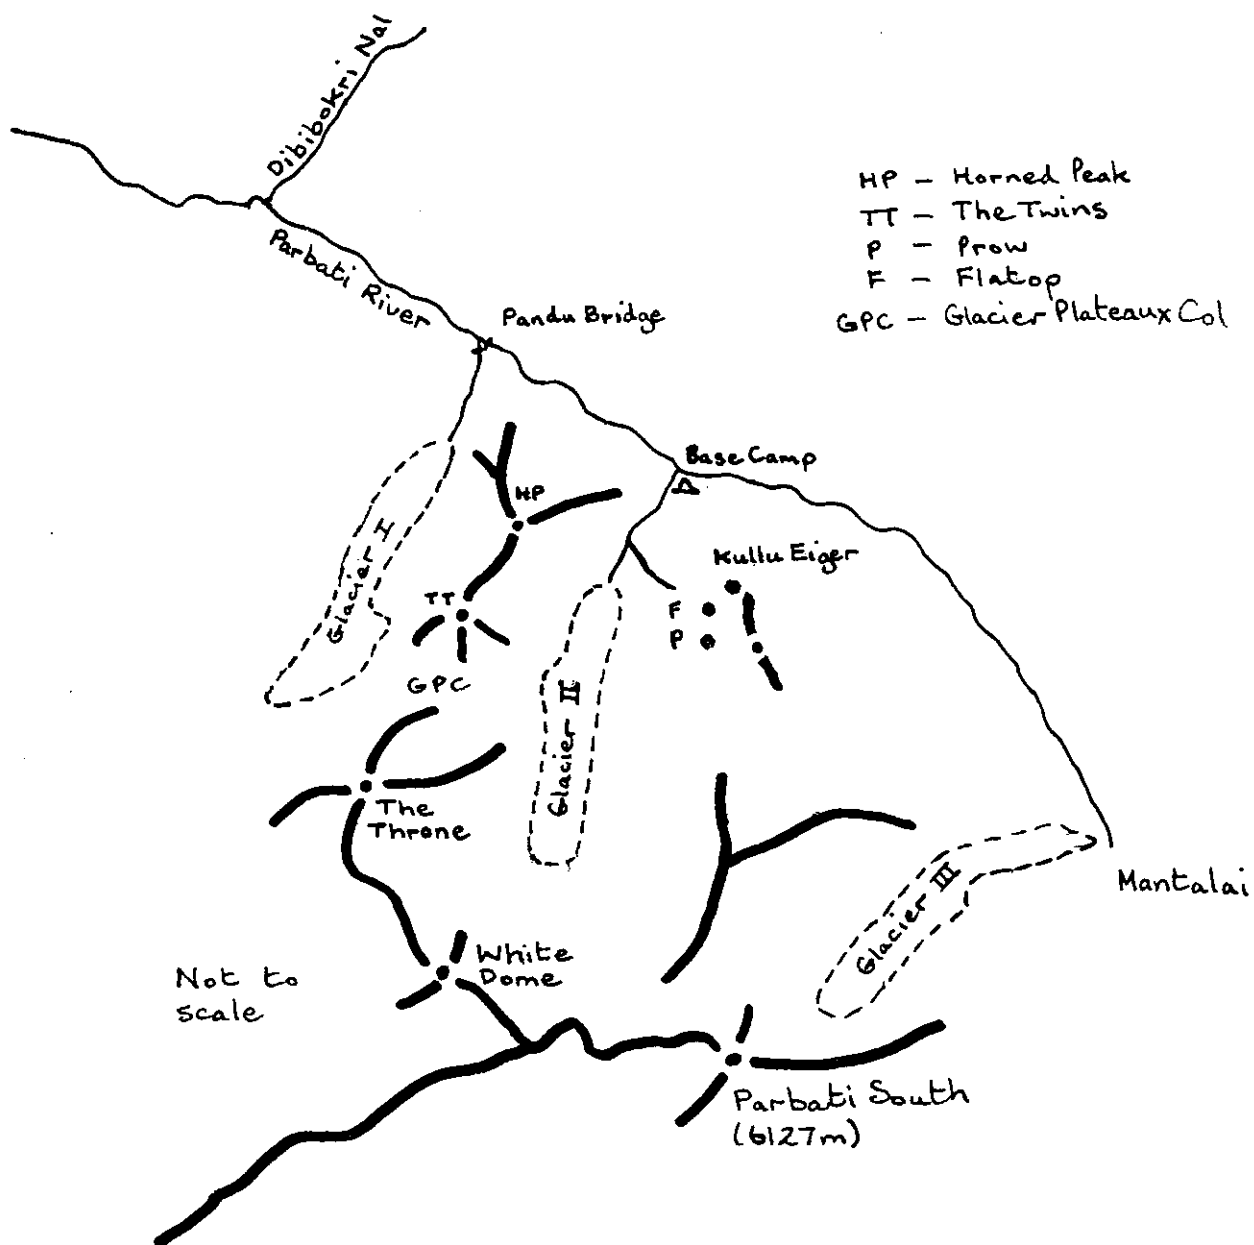 Dibibokri Nal
HP – Horned Peak
TT – The Twins
P – Prow
F – Flatop
GPC – Glacier Plateaux Col
Parbati River
Pandu Bridge
Base Camp
HP
Glacier I
Kullu Eiger
TT
F
P
GPC
Glacier II
The
Throne
Mantalai
Glacier III
White
Dome
Not to
scale
Parbati South
(6127m)